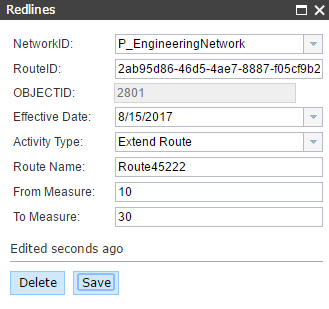 Redlines
NetworkID: P_EngineeringNetwork
RouteID: 2ab95d86-46d5-4ae7-8887-f05cf9b2
OBJECTID: 2801
Effective Date: 8/15/2017
Activity Type: Extend Route
Route Name: Route45222
From Measure: 10
To Measure: 30
Edited seconds ago
Delete Save